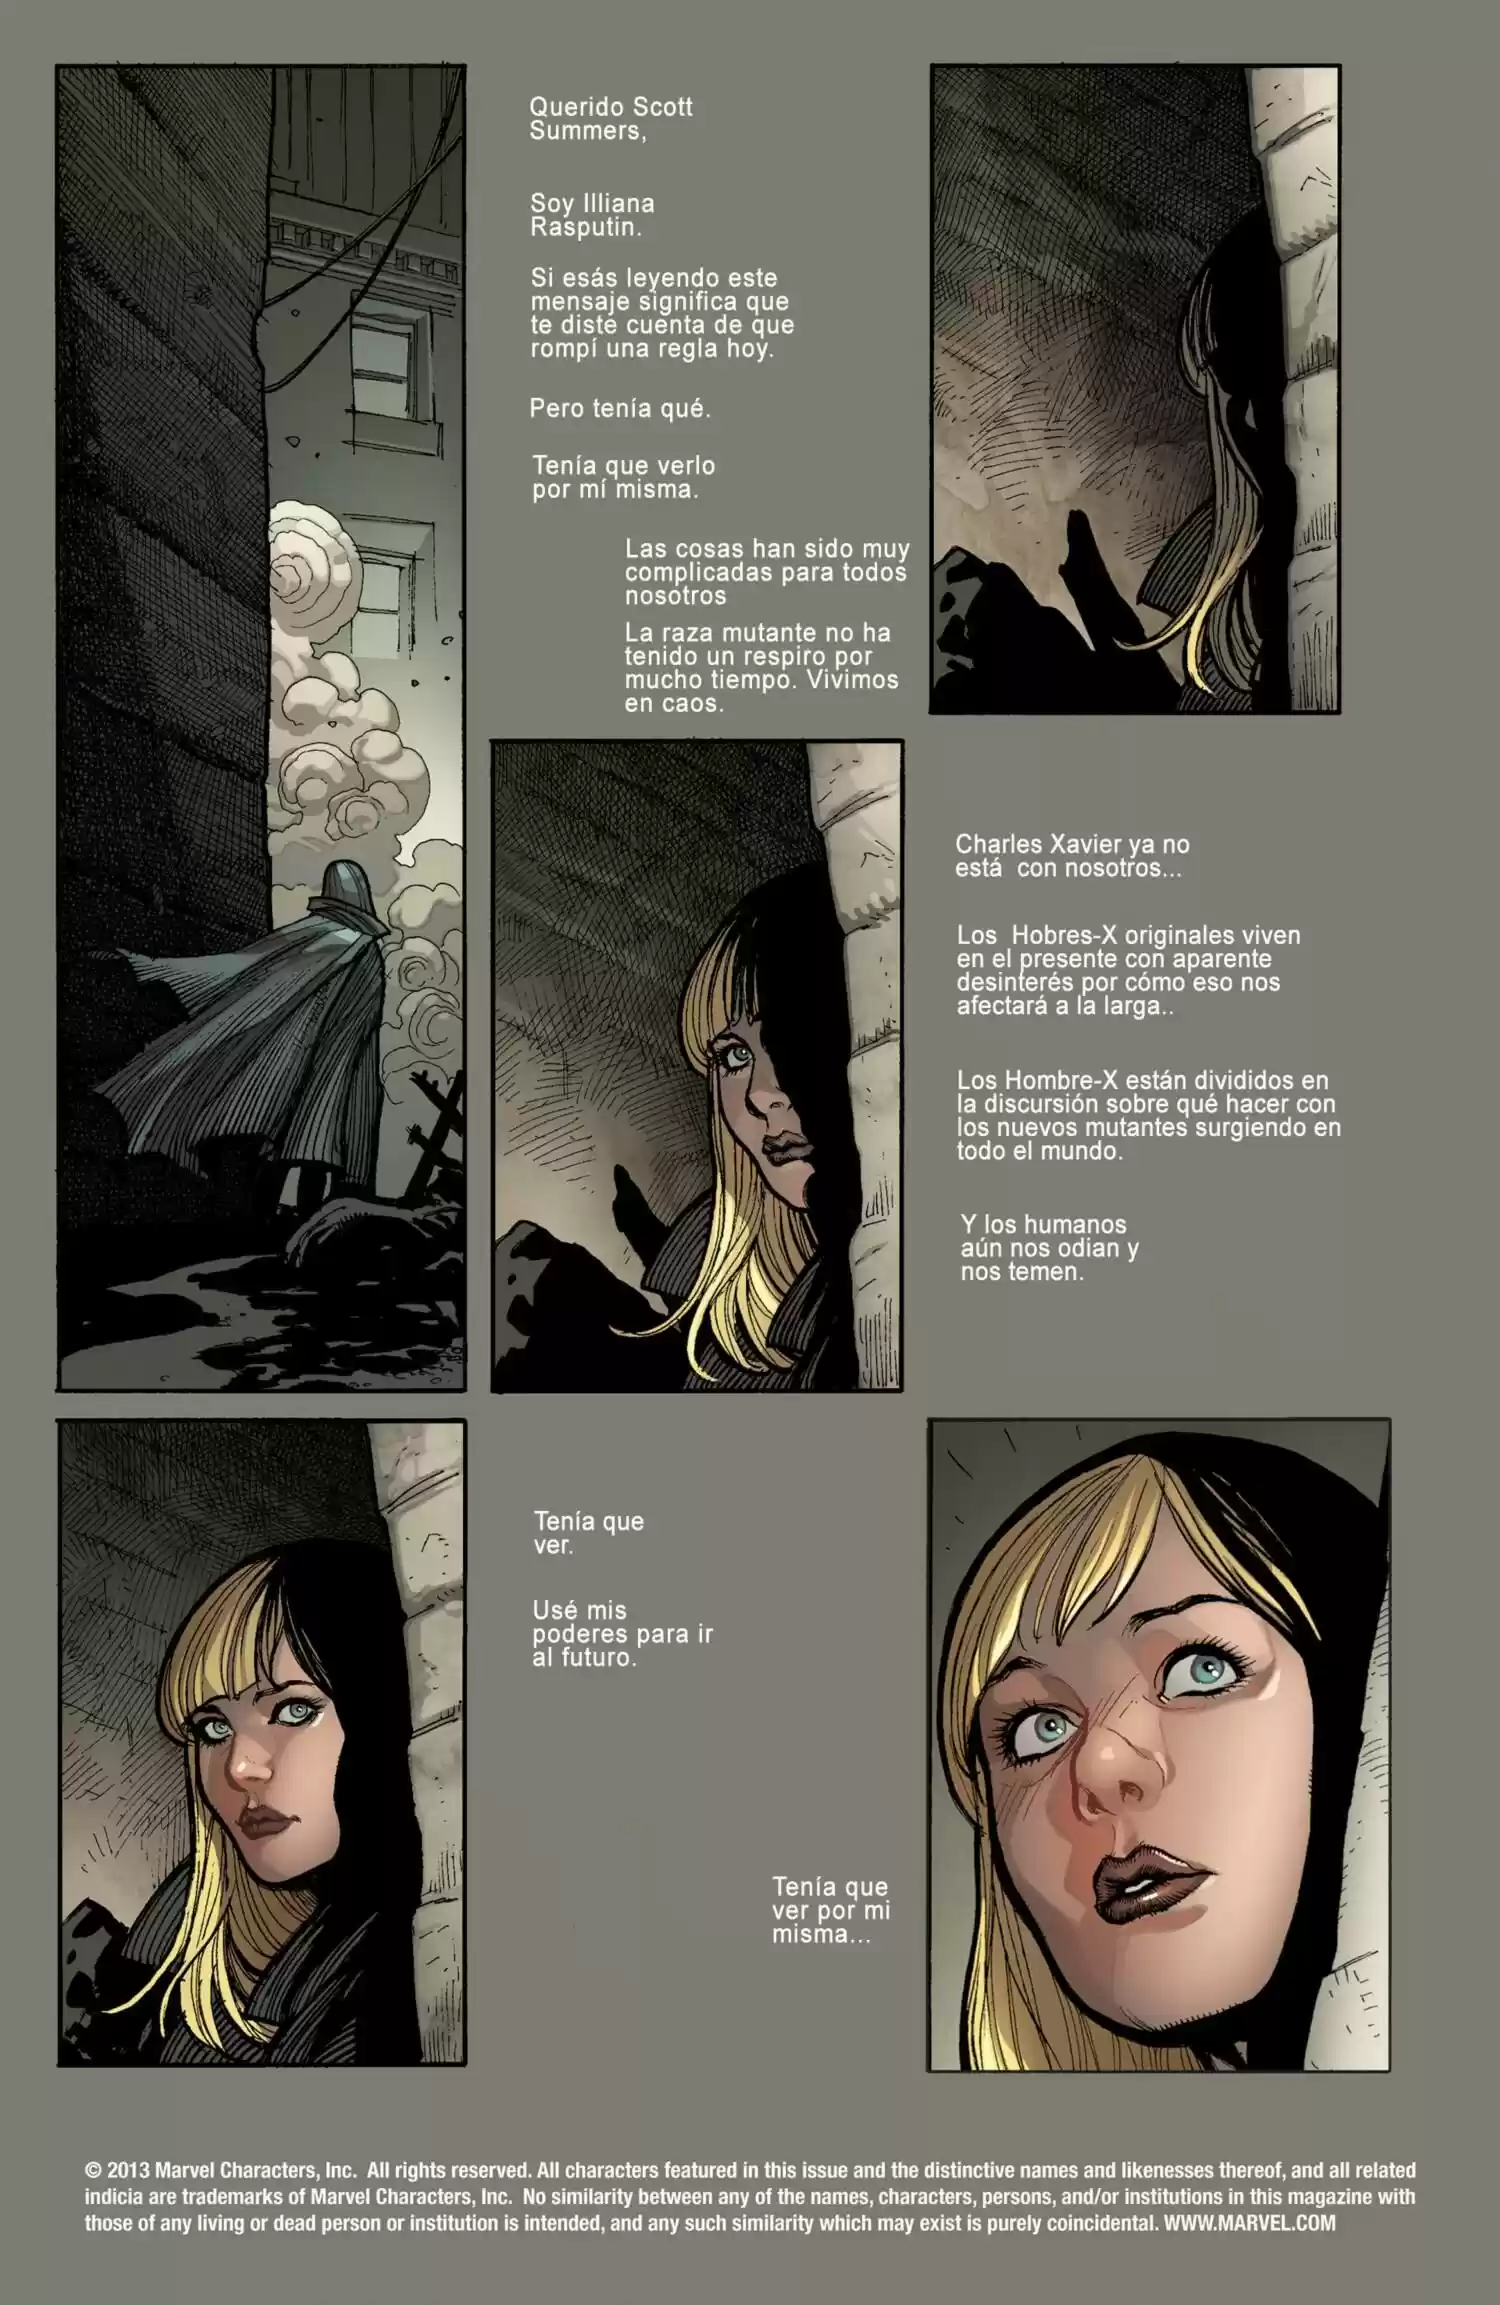 Querido Scott
Summers,
Soy Illiana
Rasputin.
Si esás leyendo este
mensaje significa que
te diste cuenta de que
rompí una regla hoy.
Pero tenía qué.
Tenía que verlo
por mí misma.
Las cosas han sido muy
complicadas para todos
nosotros
La raza mutante no ha
tenido un respiro por
mucho tiempo. Vivimos
en caos.
Charles Xavier ya no
está con nosotros...
Los Hobres-X originales viven
en el presente con aparente
desinterés por cómo eso nos
afectará a la larga..
Los Hombre-X están divididos en
la discursión sobre qué hacer con
los nuevos mutantes surgiendo en
todo el mundo.
Y los humanos
aún nos odian y
nos temen.
Tenía que
ver.
Usé mis
poderes para ir
al futuro.
Tenía que
ver por mi
misma...
© 2013 Marvel Characters, Inc. All rights reserved. All characters featured in this issue and the distinctive names and likenesses thereof, and all related
indicia are trademarks of Marvel Characters, Inc. No similarity between any of the names, characters, persons, and/or institutions in this magazine with
those of any living or dead person or institution is intended, and any such similarity which may exist is purely coincidental. WWW.MARVEL.COM